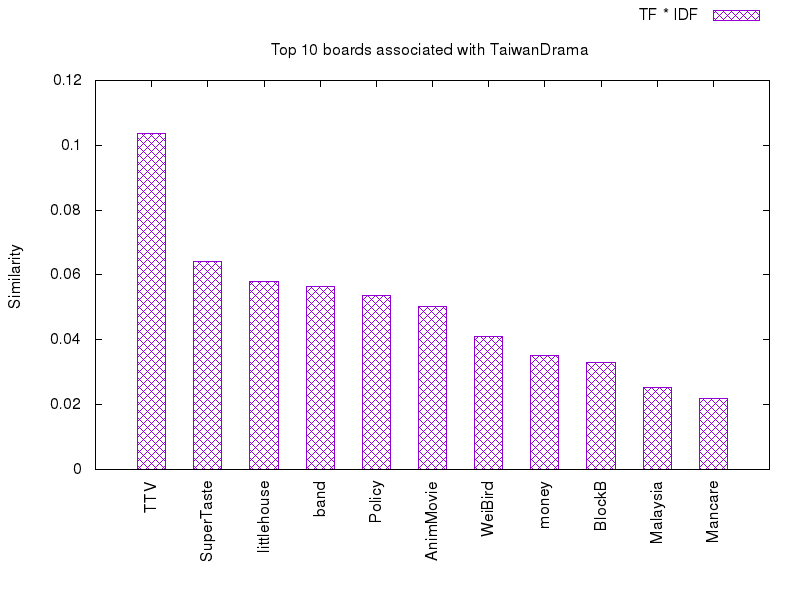 TF * IDF
Top 10 boards associated with TaiwanDrama
Similarity
0.12
0.1
0.08
0.06
0.04
0.02
0
TTV
SuperTaste
littlehouse
band
Policy
AnimMovie
WeiBird
money
BlockB
Malaysia
Mancare